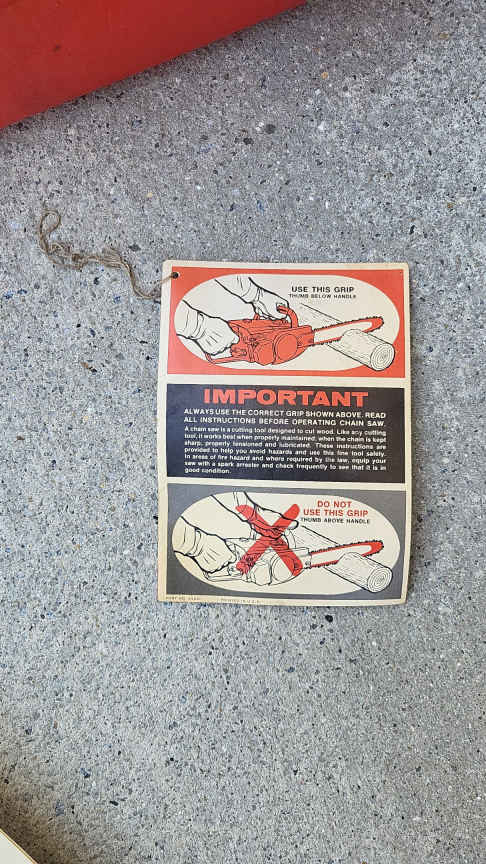 USE THIS GRIP
THUMB BELOW HANDLE
IMPORTANT
ALWAYS USE THE CORRECT GRIP SHOWN ABOVE. READ
ALL INSTRUCTIONS BEFORE OPERATING CHAIN SAW.
A chain saw is a cutting tool designed to cut wood. Like any cutting
tool, it works best when properly maintained; when the chain is kept
sharp, properly tensioned and lubricated. These instructions are
provided to help you avoid hazards and use this fine tool safely.
In areas of fire hazard and where required by the law, equip your
saw with a spark arrester and check frequently to see that it is in
good condition.
DO NOT
USE THIS GRIP
THUMB ABOVE HANDLE
PART NO.
PRINTED IN U.S.A.